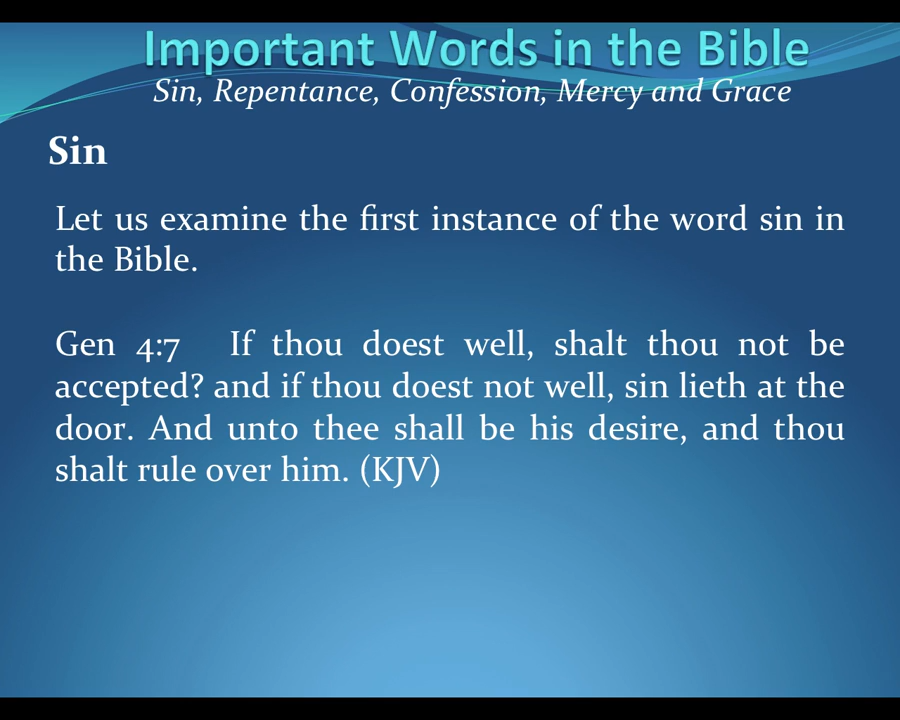 Important Words in the Bible
Sin, Repentance, Confession, Mercy and Grace
Sin
Let us examine the first instance of the word sin in
the Bible.
Gen 4:7 If thou doest well, shalt thou not be
accepted? and if thou doest not well, sin lieth at the
door. And unto thee shall be his desire, and thou
shalt rule over him. (KJV)